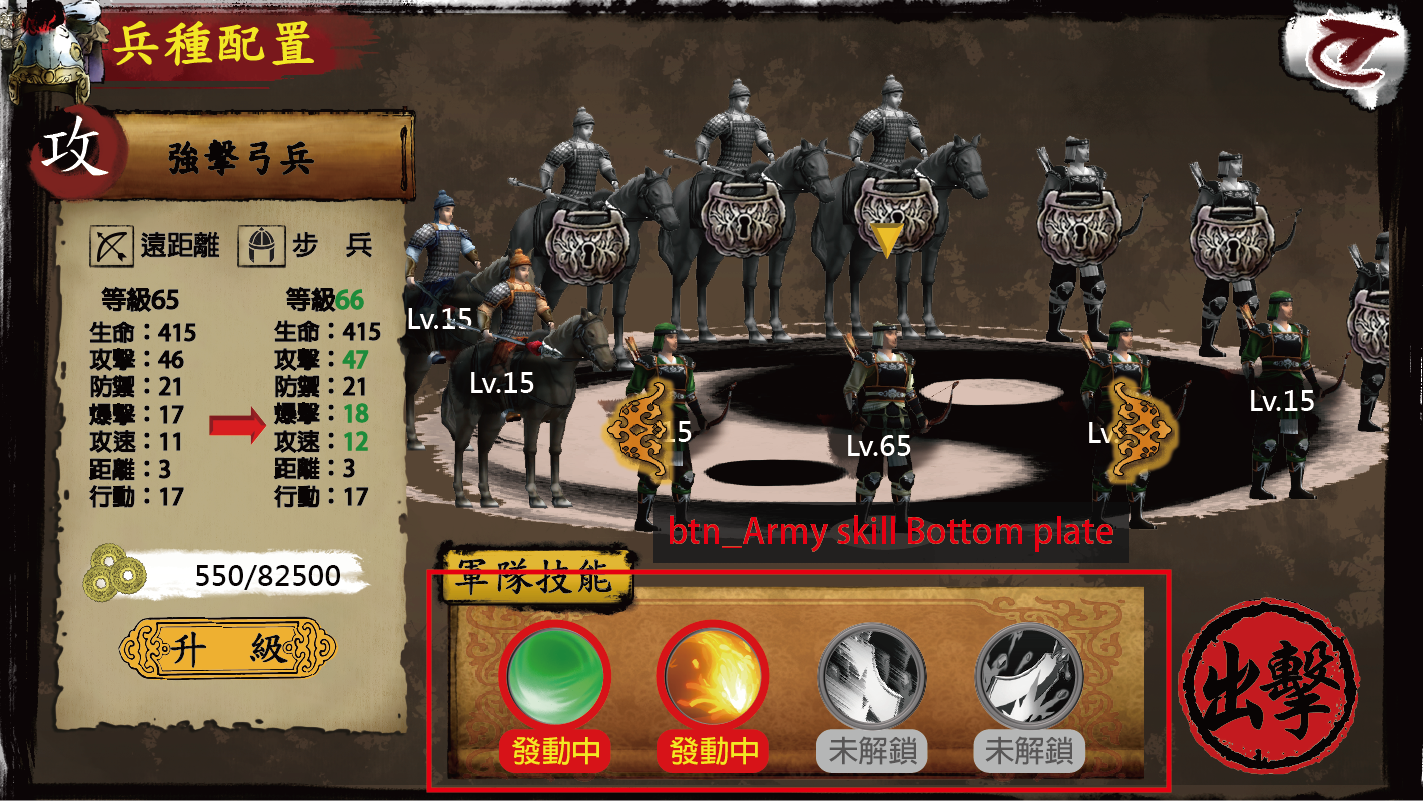 兵種配置
攻
強擊弓兵
遠距離 步 兵
等級65 等級66
生命：415 生命：415
攻擊：46 攻擊：47
防禦：21 防禦：21
爆擊：17 爆擊：18
攻速：11 攻速：12
距離：3 距離：3
行動：17 行動：17
550/82500
升 級
Lv.15
Lv.15
15
Lv.65
Lv.
Lv.15
btn_Army skill Bottom plate
軍隊技能
發動中 發動中 未解鎖 未解鎖
出擊